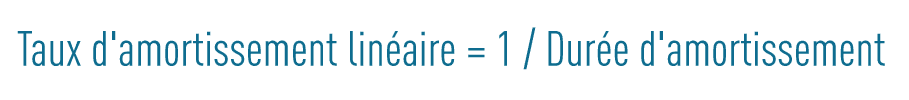 Taux d'amortissement linéaire = 1 / Durée d'amortissement